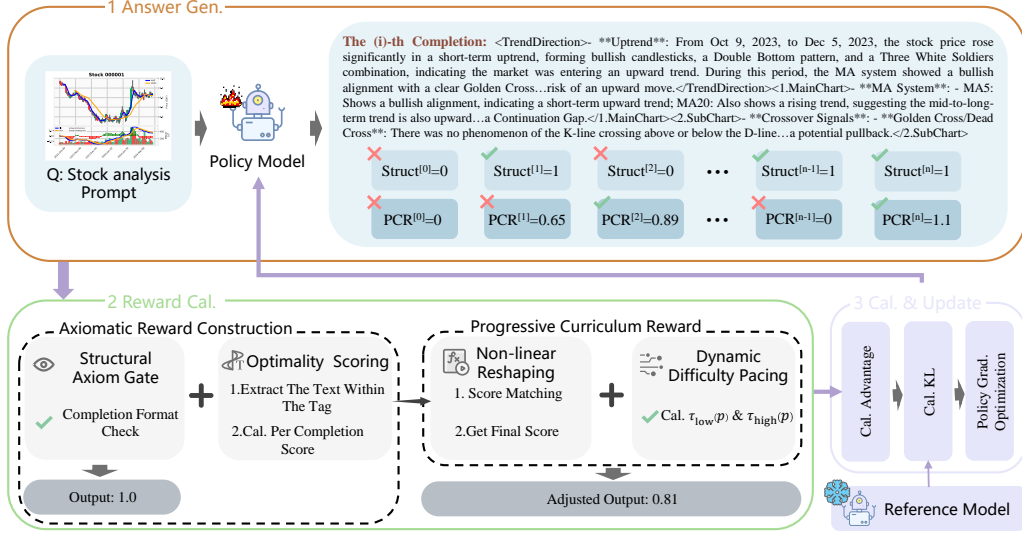 1 Answer Gen.
Stock 000001
Q: Stock analysis
Prompt
Policy Model
The (i)-th Completion: <TrendDirection>- **Uptrend**: From Oct 9, 2023, to Dec 5, 2023, the stock price rose
significantly in a short-term uptrend, forming bullish candlesticks, a Double Bottom pattern, and a Three White Soldiers
combination, indicating the market was entering an upward trend. During this period, the MA system showed a bullish
alignment with a clear Golden Cross…risk of an upward move.</TrendDirection><1.MainChart>- **MA System**: - MA5:
Shows a bullish alignment, indicating a short-term upward trend; MA20: Also shows a rising trend, suggesting the mid-to-long-
term trend is also upward…a Continuation Gap.</1.MainChart><2.SubChart>- **Crossover Signals**: - **Golden Cross/Dead
Cross**: There was no phenomenon of the K-line crossing above or below the D-line…a potential pullback.</2.SubChart>
Struct[0]=0
Struct[1]=1
Struct[2]=0
•••
Struct[n-1]=1
Struct[n]=1
PCR[0]=0
PCR[1]=0.65
PCR[2]=0.89
•••
PCR[n-1]=0
PCR[n]=1.1
2 Reward Cal.
Axiomatic Reward Construction
Structural
Axiom Gate
Completion Format
Check
Optimality Scoring
1.Extract The Text Within
The Tag
2.Cal. Per Completion
Score
Output: 1.0
Progressive Curriculum Reward
Non-linear
Reshaping
1. Score Matching
2.Get Final Score
Dynamic
Difficulty Pacing
Cal. τlow(p) & τhigh(p)
Adjusted Output: 0.81
3 Cal. & Update
Cal. Advantage
Cal. KL
Policy Grad.
Optimization
Reference Model